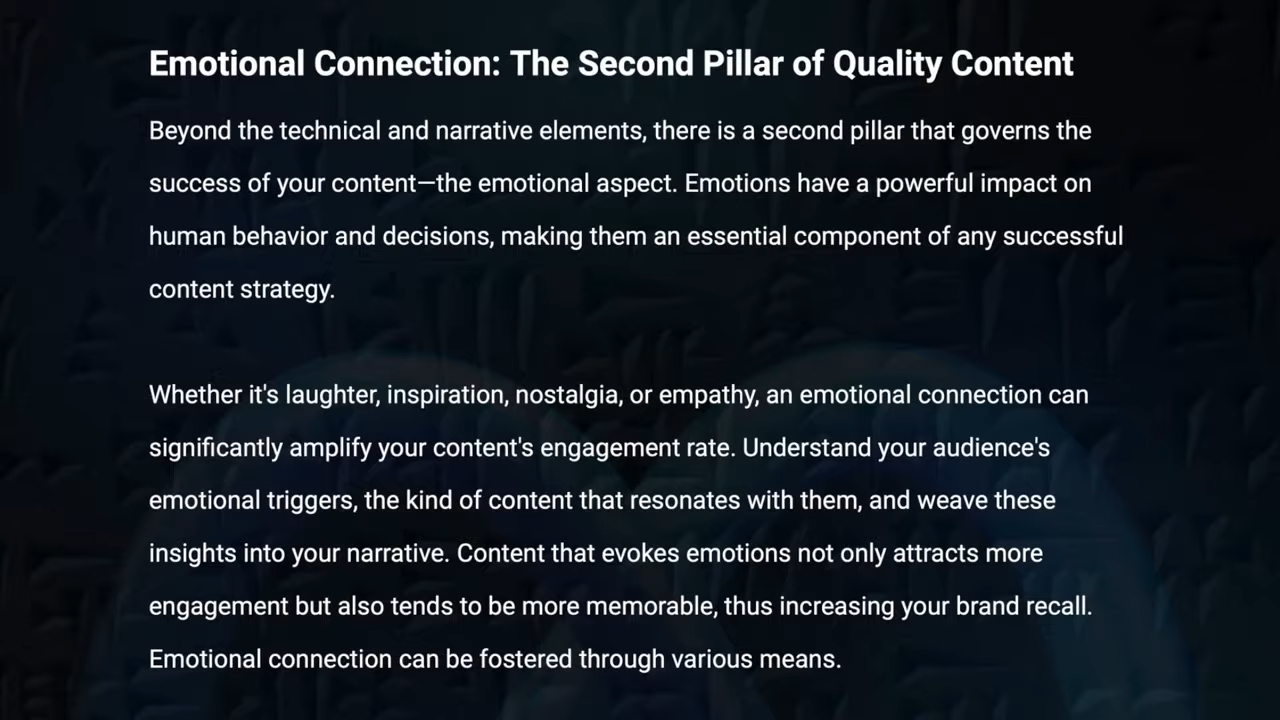 Emotional Connection: The Second Pillar of Quality Content
Beyond the technical and narrative elements, there is a second pillar that governs the
success of your content—the emotional aspect. Emotions have a powerful impact on
human behavior and decisions, making them an essential component of any successful
content strategy.
Whether it's laughter, inspiration, nostalgia, or empathy, an emotional connection can
significantly amplify your content's engagement rate. Understand your audience's
emotional triggers, the kind of content that resonates with them, and weave these
insights into your narrative. Content that evokes emotions not only attracts more
engagement but also tends to be more memorable, thus increasing your brand recall.
Emotional connection can be fostered through various means.